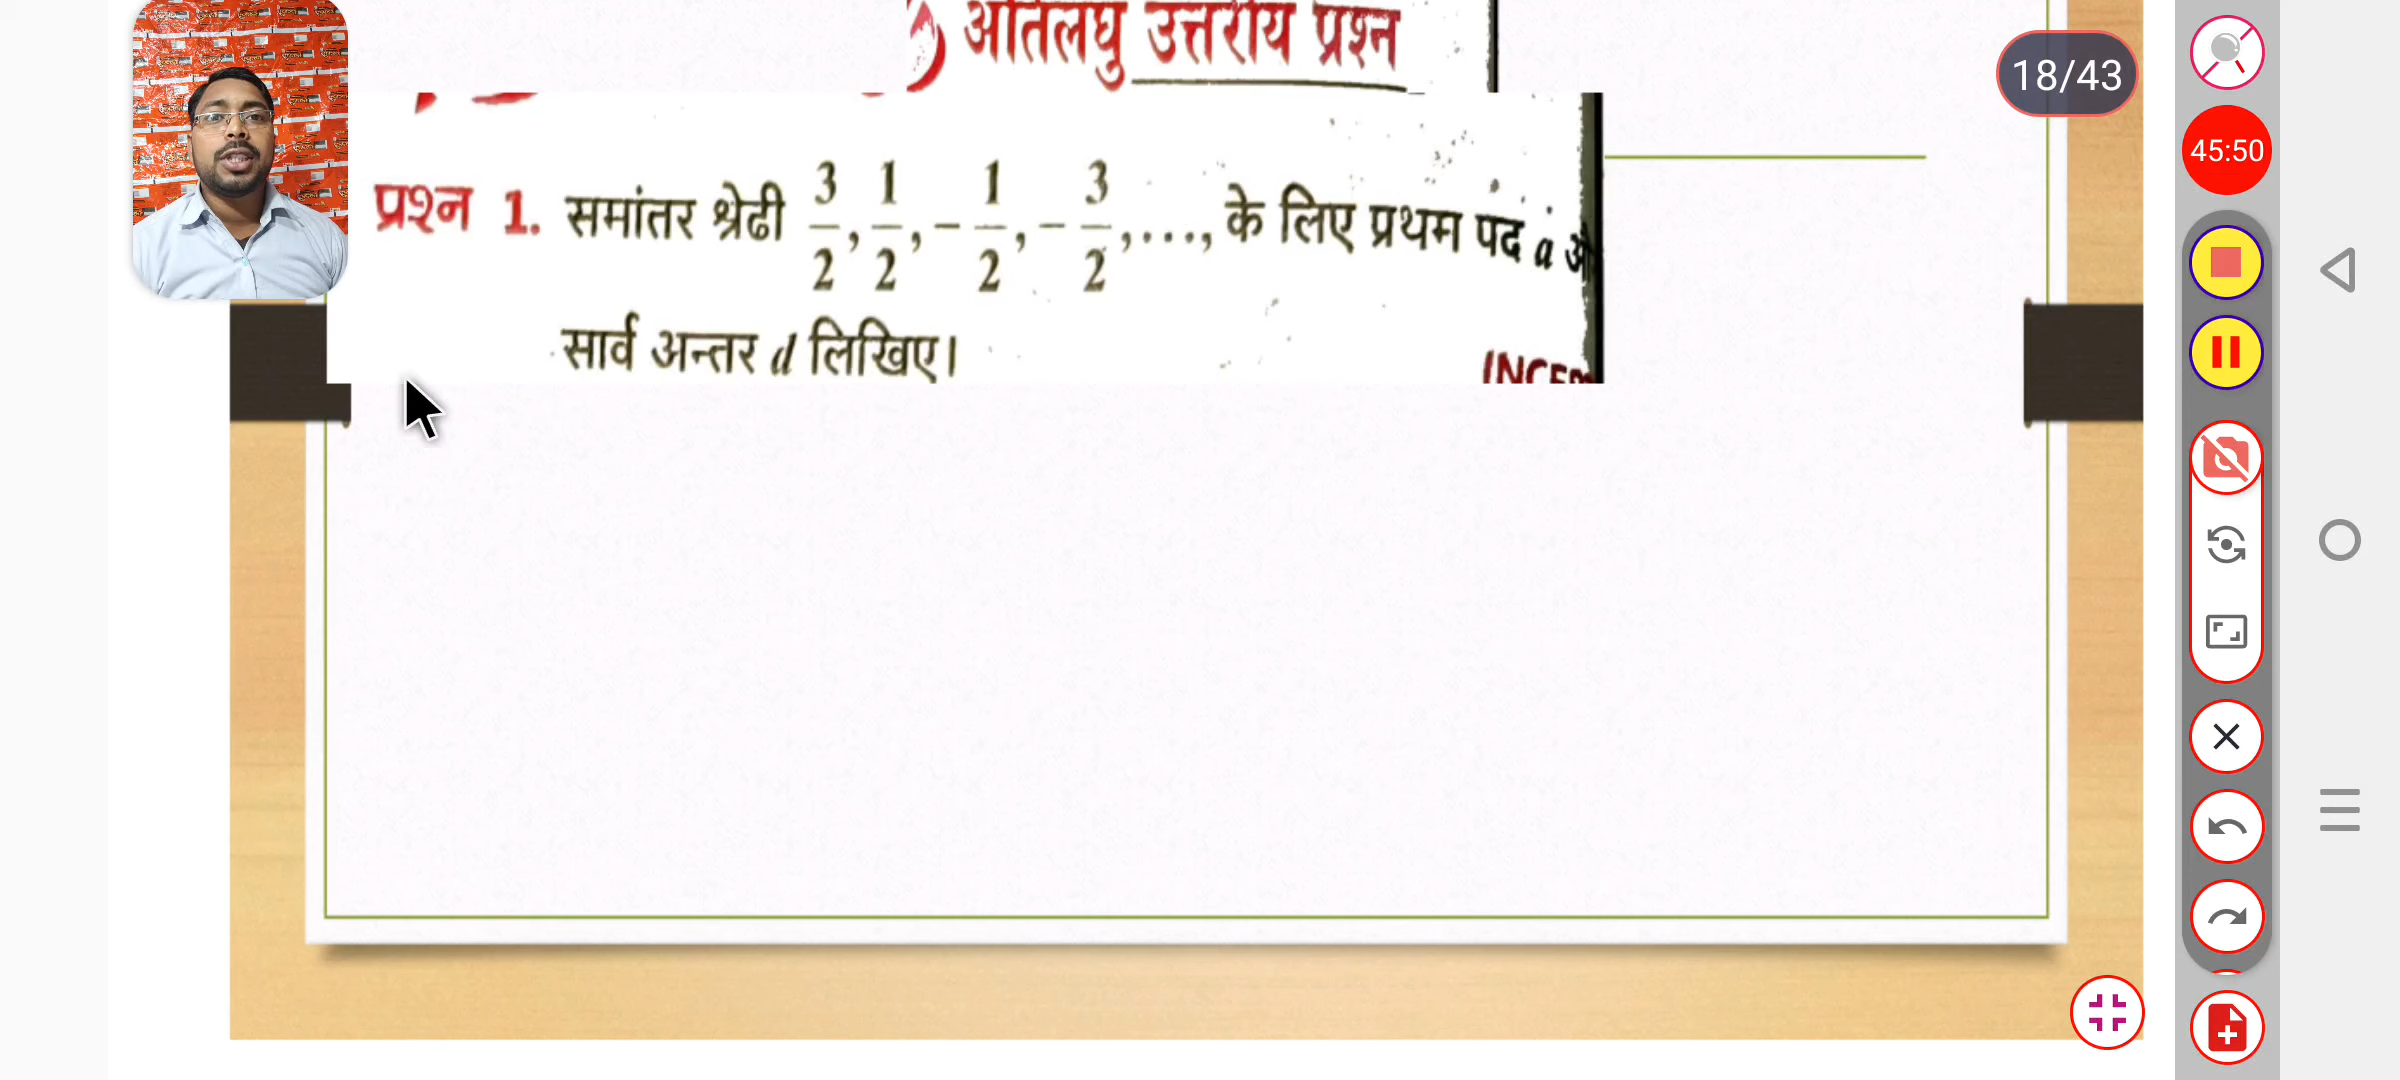 अतिलघु उत्तरीय प्रश्न
18/43
45:50
प्रश्न 1. समांतर श्रेढी 3/2, 1/2, -1/2, -3/2, ..., के लिए प्रथम पद a
सार्व अन्तर d लिखिए।